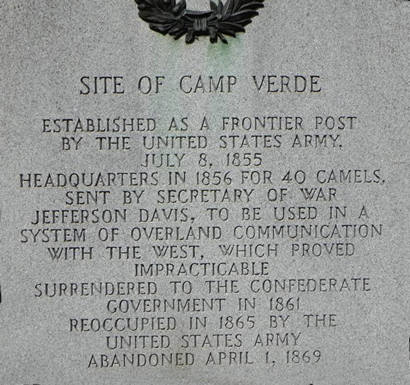 SITE OF CAMP VERDE
ESTABLISHED AS A FRONTIER POST
BY THE UNITED STATES ARMY.
JULY 8, 1855
HEADQUARTERS IN 1856 FOR 40 CAMELS,
SENT BY SECRETARY OF WAR
JEFFERSON DAVIS, TO BE USED IN A
SYSTEM OF OVERLAND COMMUNICATION
WITH THE WEST, WHICH PROVED
IMPRACTICABLE
SURRENDERED TO THE CONFEDERATE
GOVERNMENT IN 1861
REOCCUPIED IN 1865 BY THE
UNITED STATES ARMY
ABANDONED APRIL 1, 1869